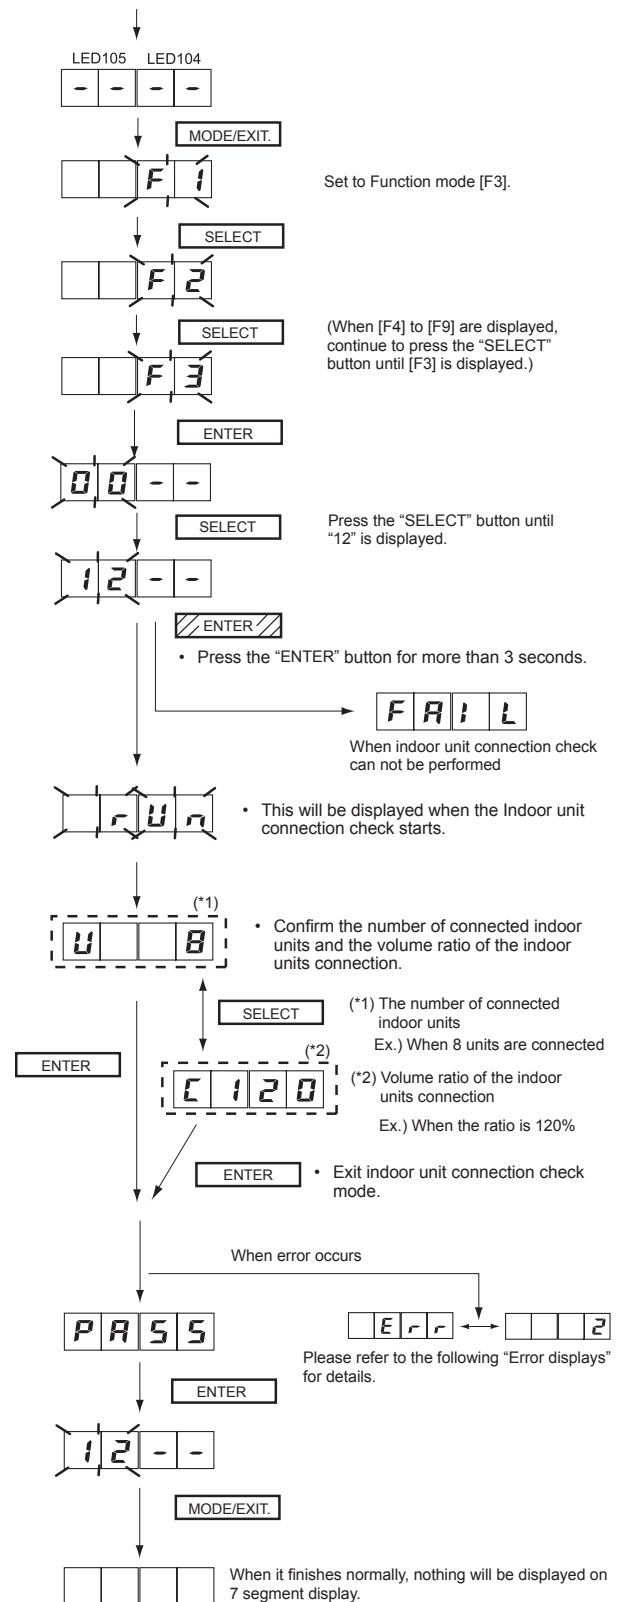 LED105 LED104
- - - -
MODE/EXIT.
F 1
Set to Function mode [F3].
SELECT
F 2
SELECT
(When [F4] to [F9] are displayed,
continue to press the “SELECT”
button until [F3] is displayed.)
F 3
ENTER
0 0 - -
SELECT
Press the “SELECT” button until
“12” is displayed.
1 2 - -
ENTER
• Press the “ENTER” button for more than 3 seconds.
F A I L
When indoor unit connection check
can not be performed
r U n
• This will be displayed when the Indoor unit
connection check starts.
(*1)
U 8
• Confirm the number of connected indoor
units and the volume ratio of the indoor
units connection.
SELECT
(*1) The number of connected
indoor units
Ex.) When 8 units are connected
ENTER
(*2)
C 1 2 0
(*2) Volume ratio of the indoor
units connection
Ex.) When the ratio is 120%
ENTER
• Exit indoor unit connection check
mode.
When error occurs
P A S S
E r r
2
Please refer to the following “Error displays”
for details.
ENTER
1 2 - -
MODE/EXIT.
When it finishes normally, nothing will be displayed on
7 segment display.